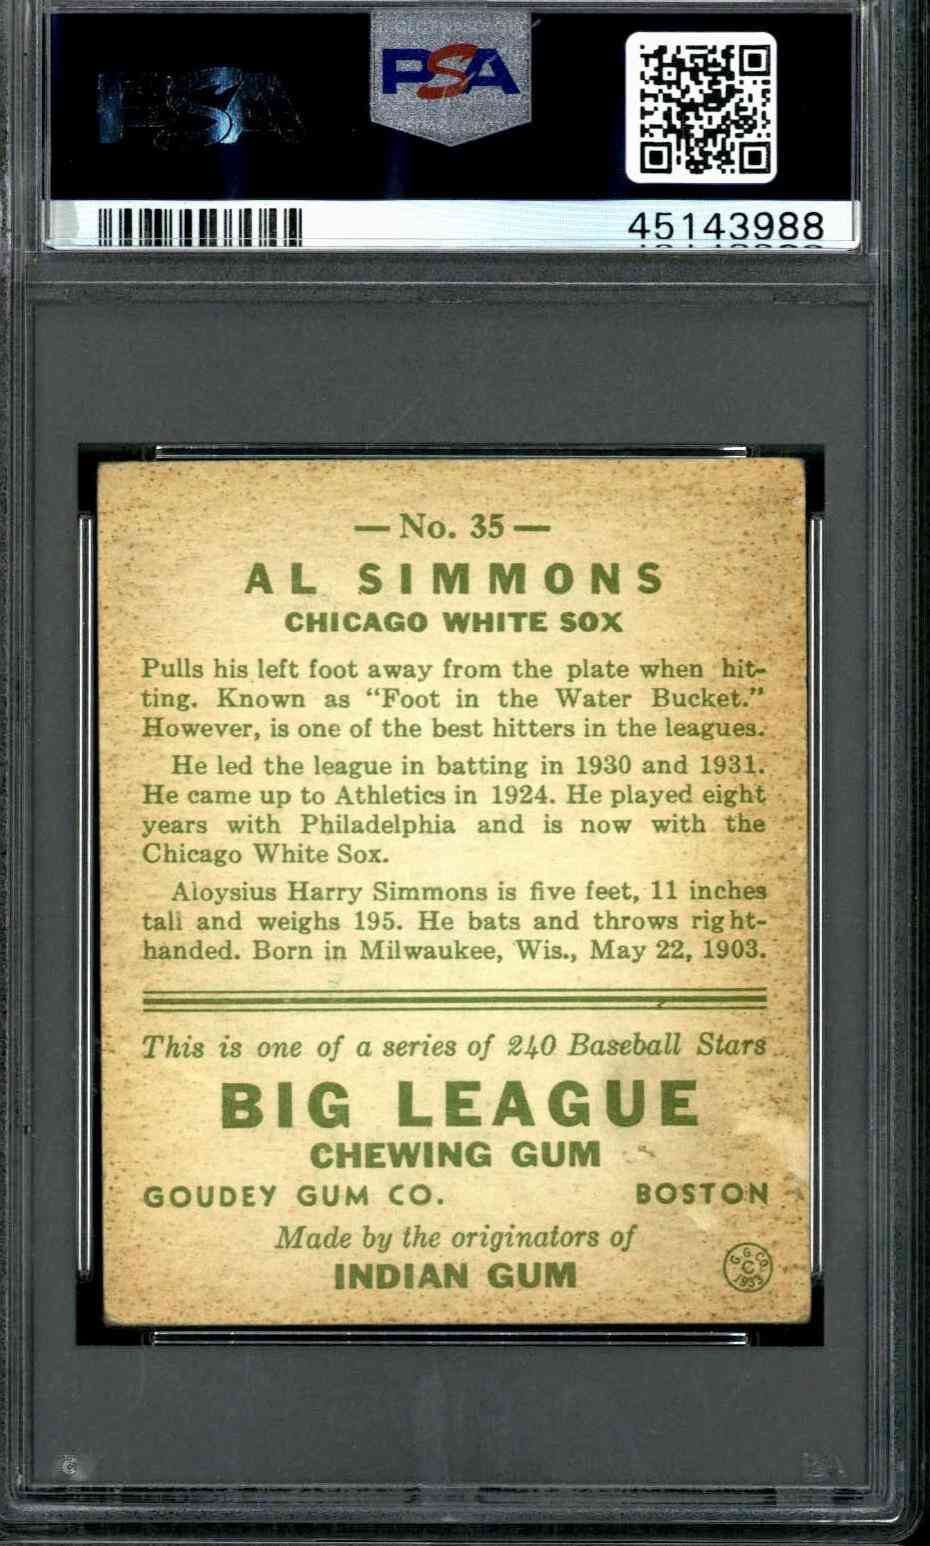 PSA
PSA
45143988
— No. 35 —
AL SIMMONS
CHICAGO WHITE SOX
Pulls his left foot away from the plate when hit-
ting. Known as "Foot in the Water Bucket."
However, is one of the best hitters in the leagues.
He led the league in batting in 1930 and 1931.
He came up to Athletics in 1924. He played eight
years with Philadelphia and is now with the
Chicago White Sox.
Aloysius Harry Simmons is five feet, 11 inches
tall and weighs 195. He bats and throws right-
handed. Born in Milwaukee, Wis., May 22, 1903.
This is one of a series of 240 Baseball Stars
BIG LEAGUE
CHEWING GUM
GOUDEY GUM CO. BOSTON
Made by the originators of
INDIAN GUM
G. G. CO.
C
1933